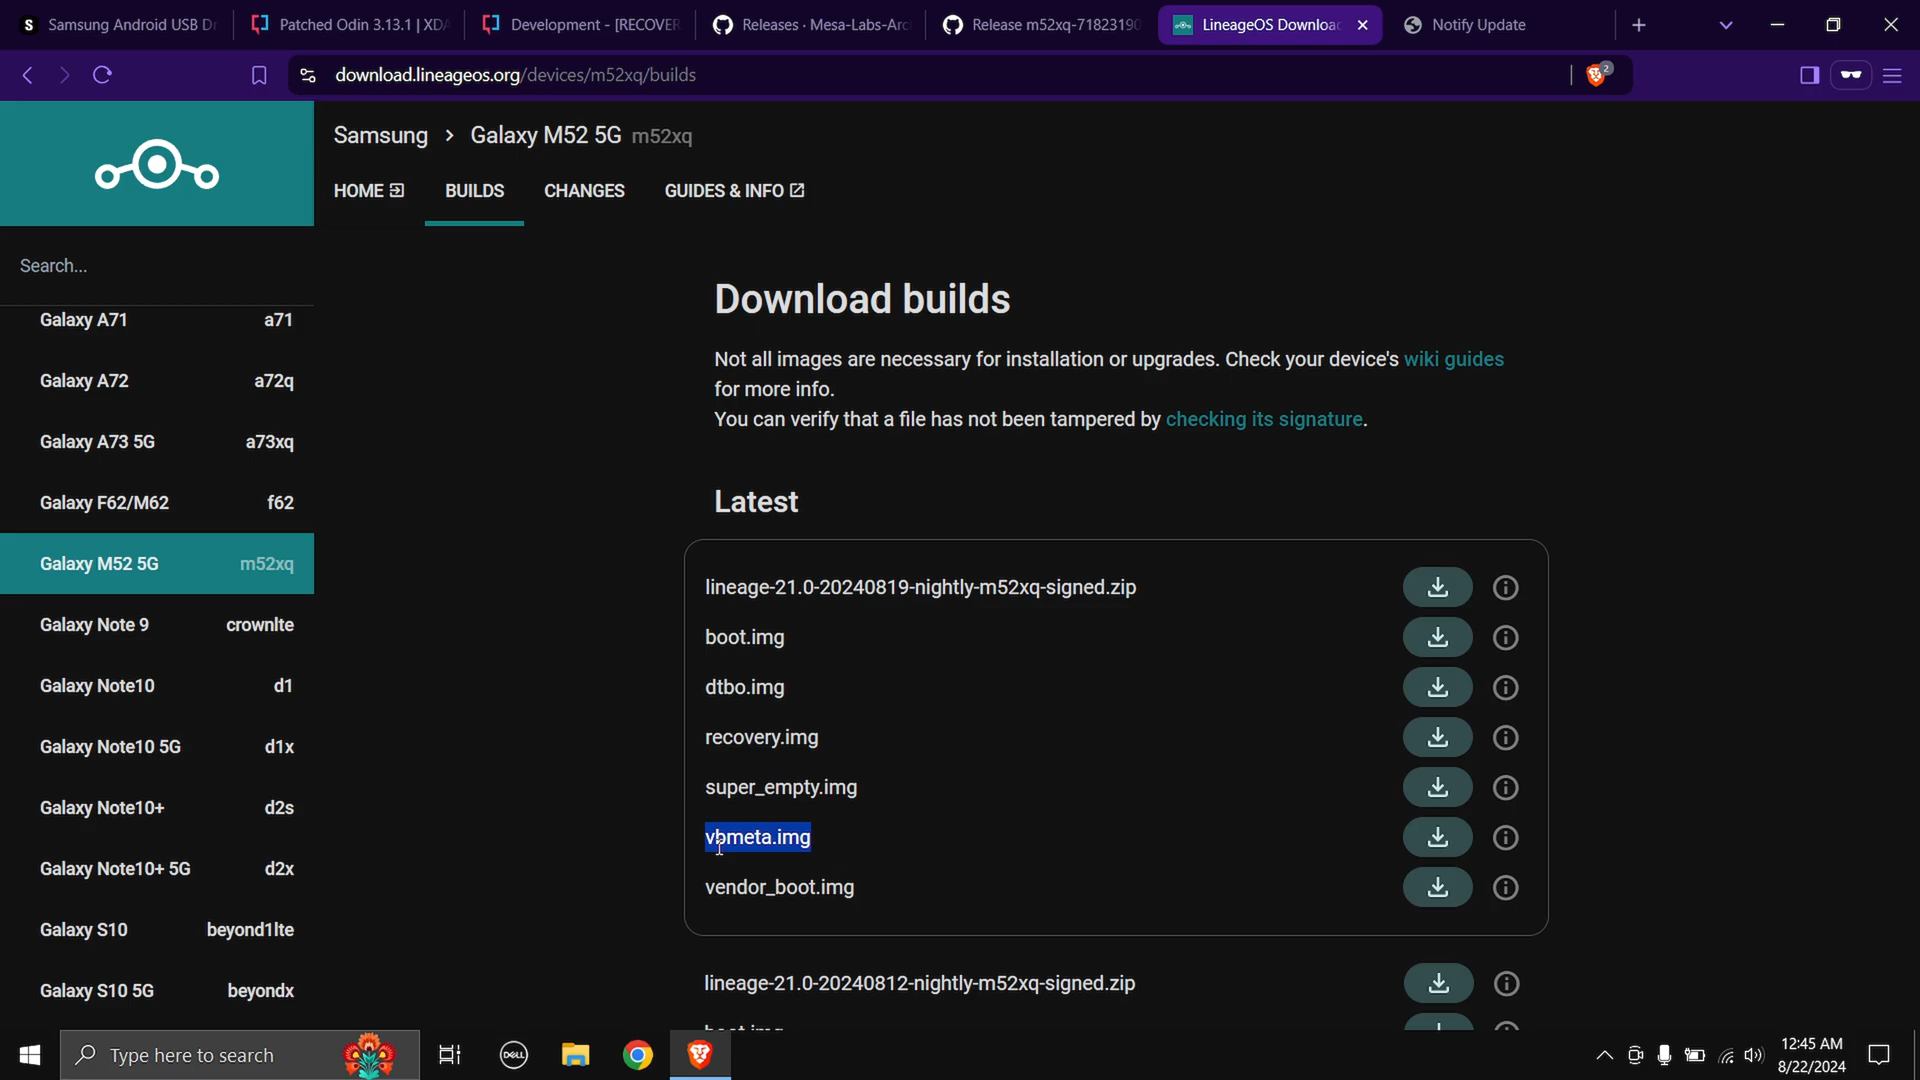 Samsung Android USB Dr
Patched Odin 3.13.1 | XDA
Development - [RECOVER
Releases · Mesa-Labs-Arc
Release m52xq-71823190
LineageOS Downloa
Notify Update
download.lineageos.org/devices/m52xq/builds
2
Samsung > Galaxy M52 5G m52xq
HOME
BUILDS
CHANGES
GUIDES & INFO
Search...
Galaxy A71 a71
Galaxy A72 a72q
Galaxy A73 5G a73xq
Galaxy F62/M62 f62
Galaxy M52 5G m52xq
Galaxy Note 9 crownlte
Galaxy Note10 d1
Galaxy Note10 5G d1x
Galaxy Note10+ d2s
Galaxy Note10+ 5G d2x
Galaxy S10 beyond1lte
Galaxy S10 5G beyondx
Download builds
Not all images are necessary for installation or upgrades. Check your device's wiki guides
for more info.
You can verify that a file has not been tampered by checking its signature.
Latest
lineage-21.0-20240819-nightly-m52xq-signed.zip
boot.img
dtbo.img
recovery.img
super_empty.img
vbmeta.img
vendor_boot.img
lineage-21.0-20240812-nightly-m52xq-signed.zip
boot.img
Type here to search
DELL
12:45 AM
8/22/2024